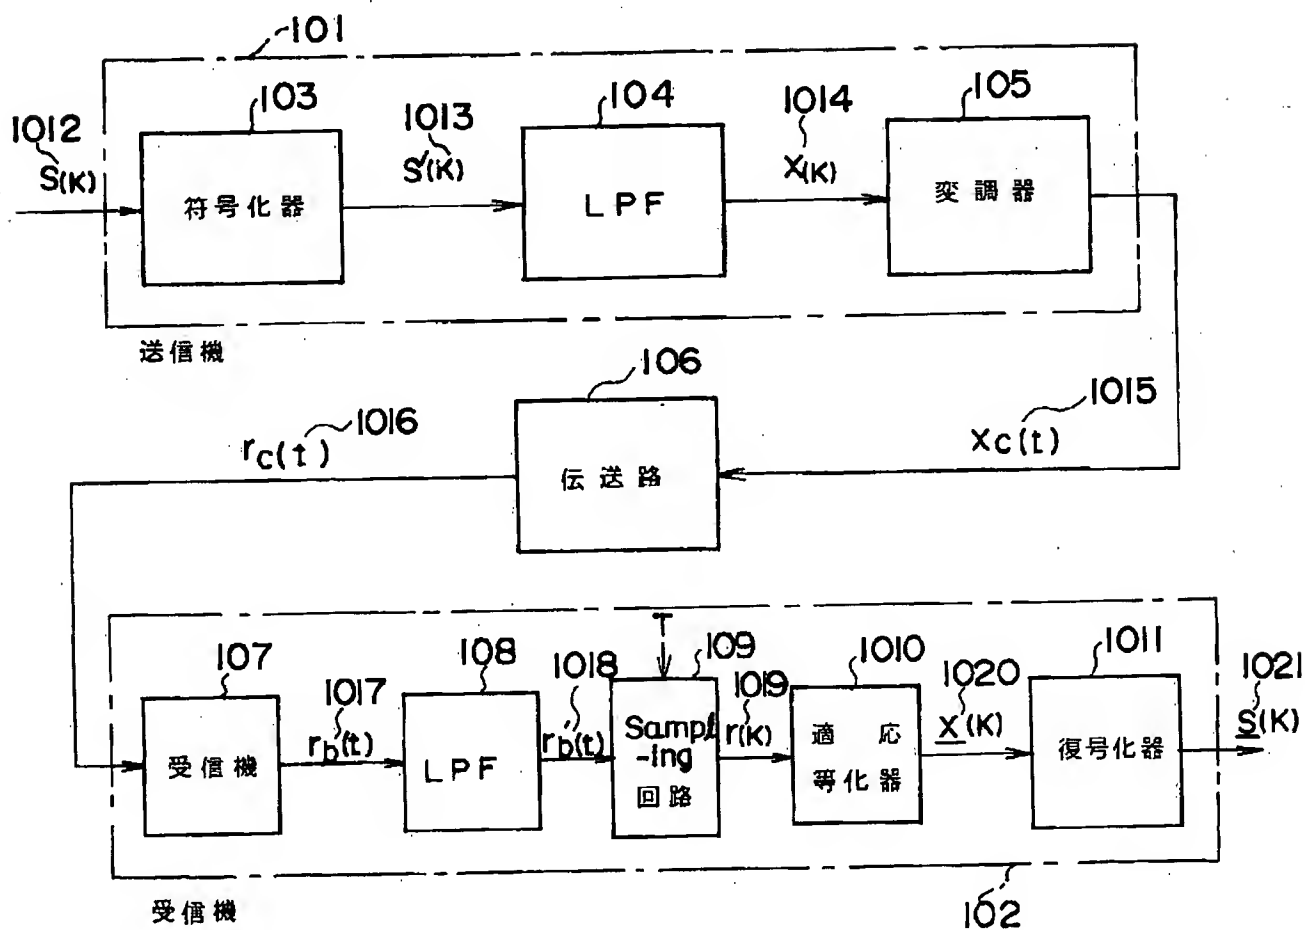 101
103
104
105
1012
1013
1014
S(K)
S'(K)
X(K)
符号化器
LPF
変調器
送信機
106
1016
1015
rc(t)
xc(t)
伝送路
107
1017
108
1018
T
109
1019
1010
1020
1011
1021
受信機
rb'(t)
LPF
rb'(t)
Sampl
-ing
回路
r(K)
適応
等化器
X(K)
復号化器
S(K)
受信機
102